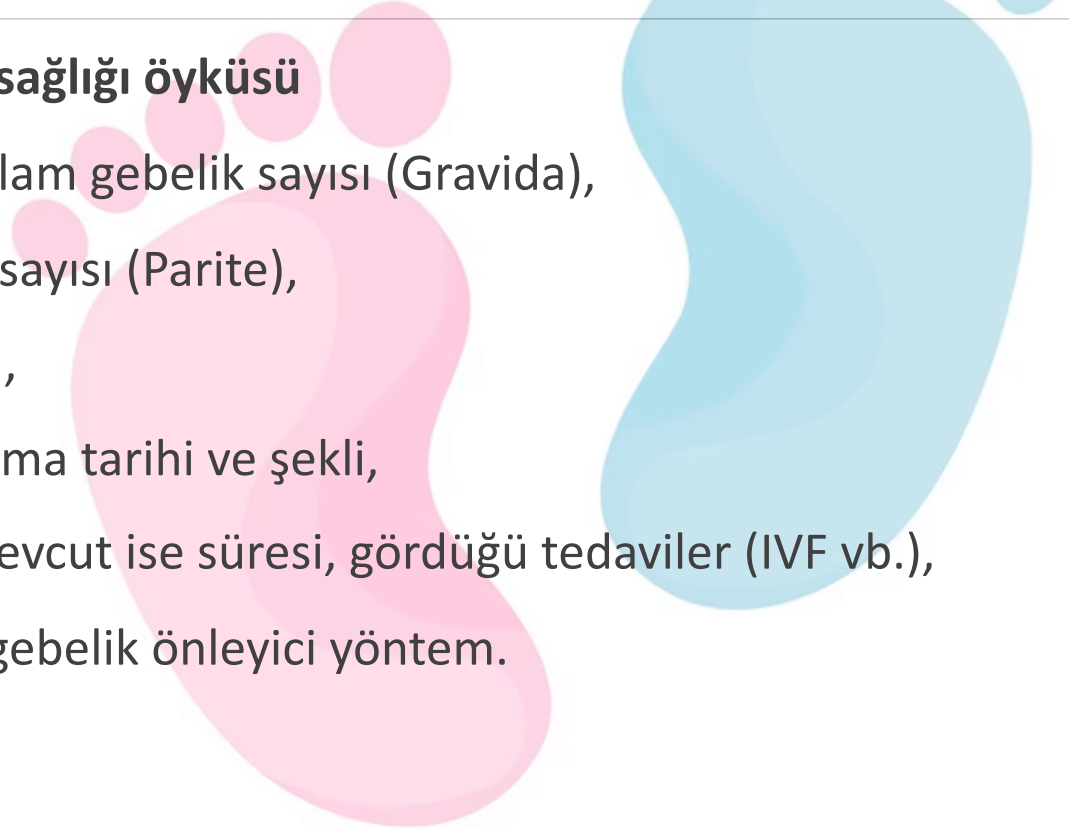 sağlığı öyküsü
lam gebelik sayısı (Gravida),
sayısı (Parite),
,
ma tarihi ve şekli,
evcut ise süresi, gördüğü tedaviler (IVF vb.),
gebelik önleyici yöntem.